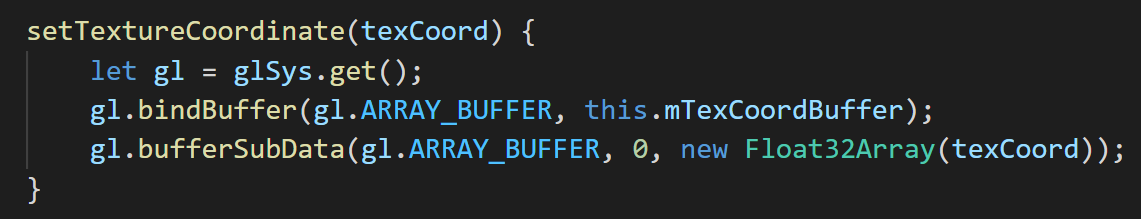 setTextureCoordinate(texCoord) {
    let gl = glSys.get();
    gl.bindBuffer(gl.ARRAY_BUFFER, this.mTexCoordBuffer);
    gl.bufferSubData(gl.ARRAY_BUFFER, 0, new Float32Array(texCoord));
}